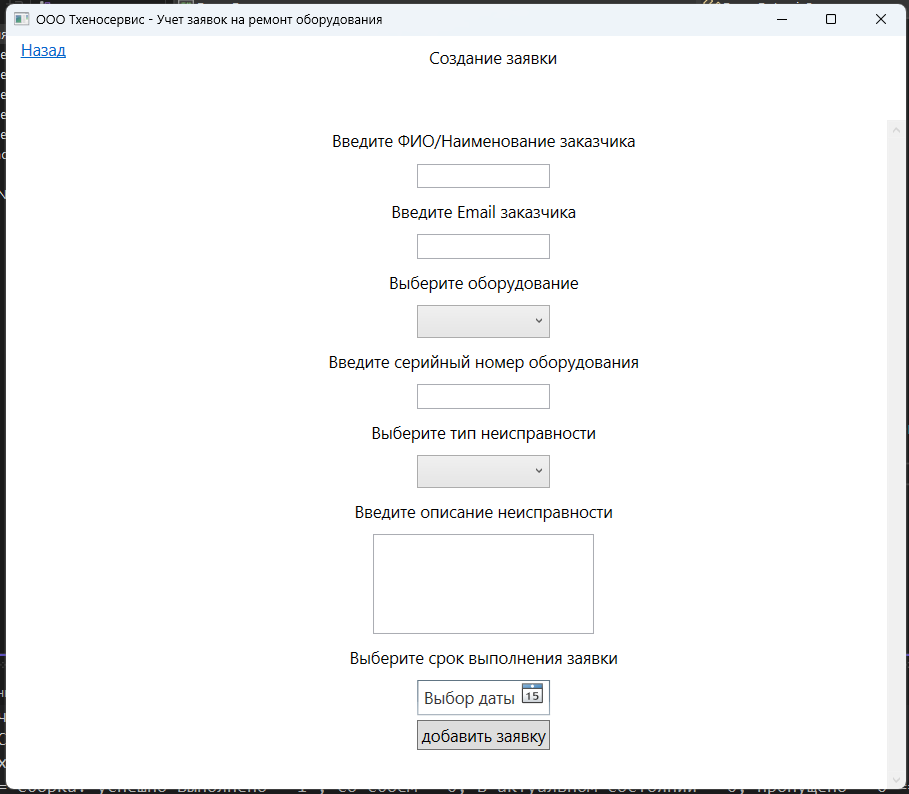 ООО Тхеносервис - Учет заявок на ремонт оборудования
Назад
Создание заявки
Введите ФИО/Наименование заказчика
Введите Email заказчика
Выберите оборудование
Введите серийный номер оборудования
Выберите тип неисправности
Введите описание неисправности
Выберите срок выполнения заявки
Выбор даты 15
добавить заявку